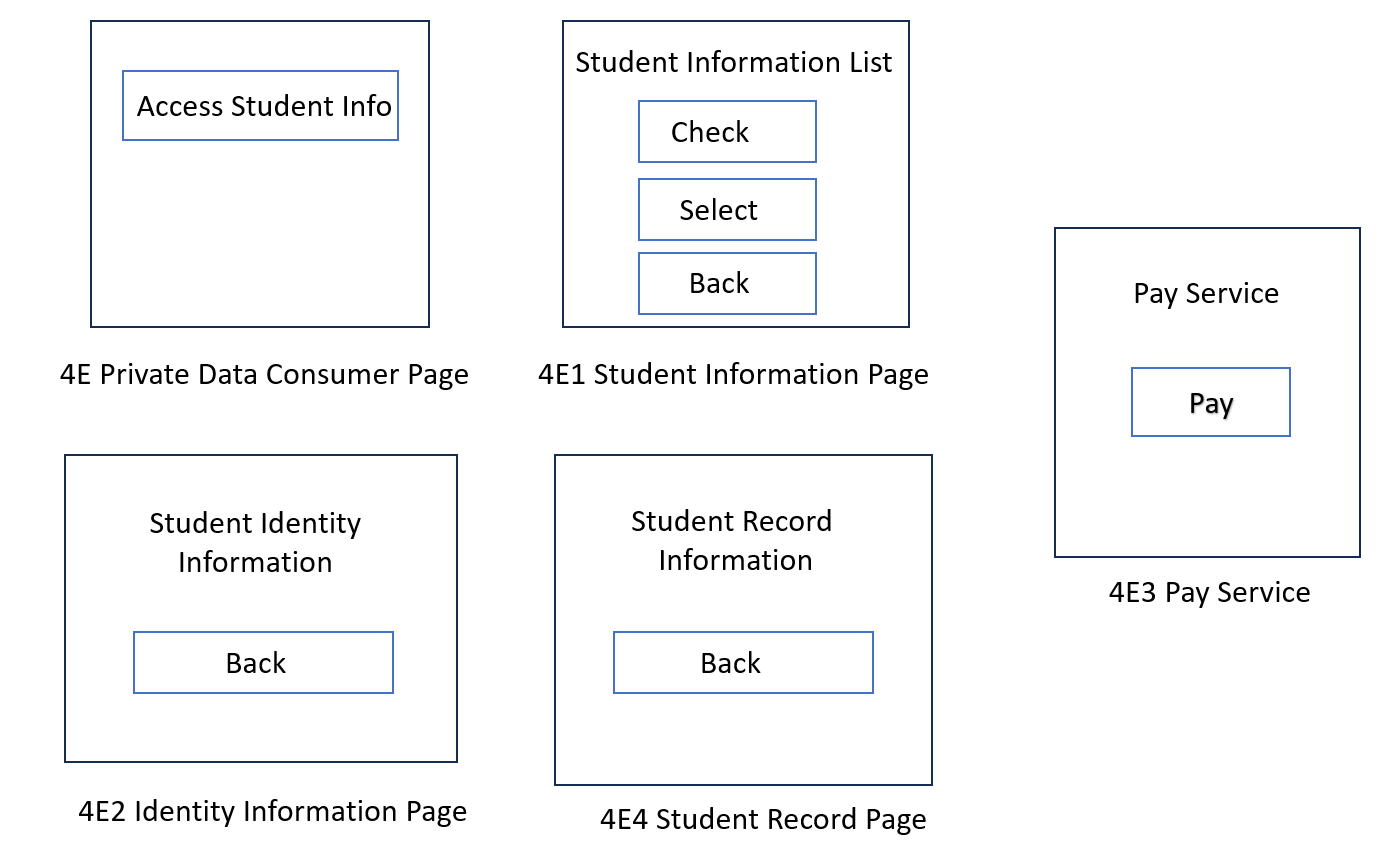 Access Student Info
4E Private Data Consumer Page
Student Information List
Check
Select
Back
4E1 Student Information Page
Pay Service
Pay
4E3 Pay Service
Student Identity
Information
Back
4E2 Identity Information Page
Student Record
Information
Back
4E4 Student Record Page